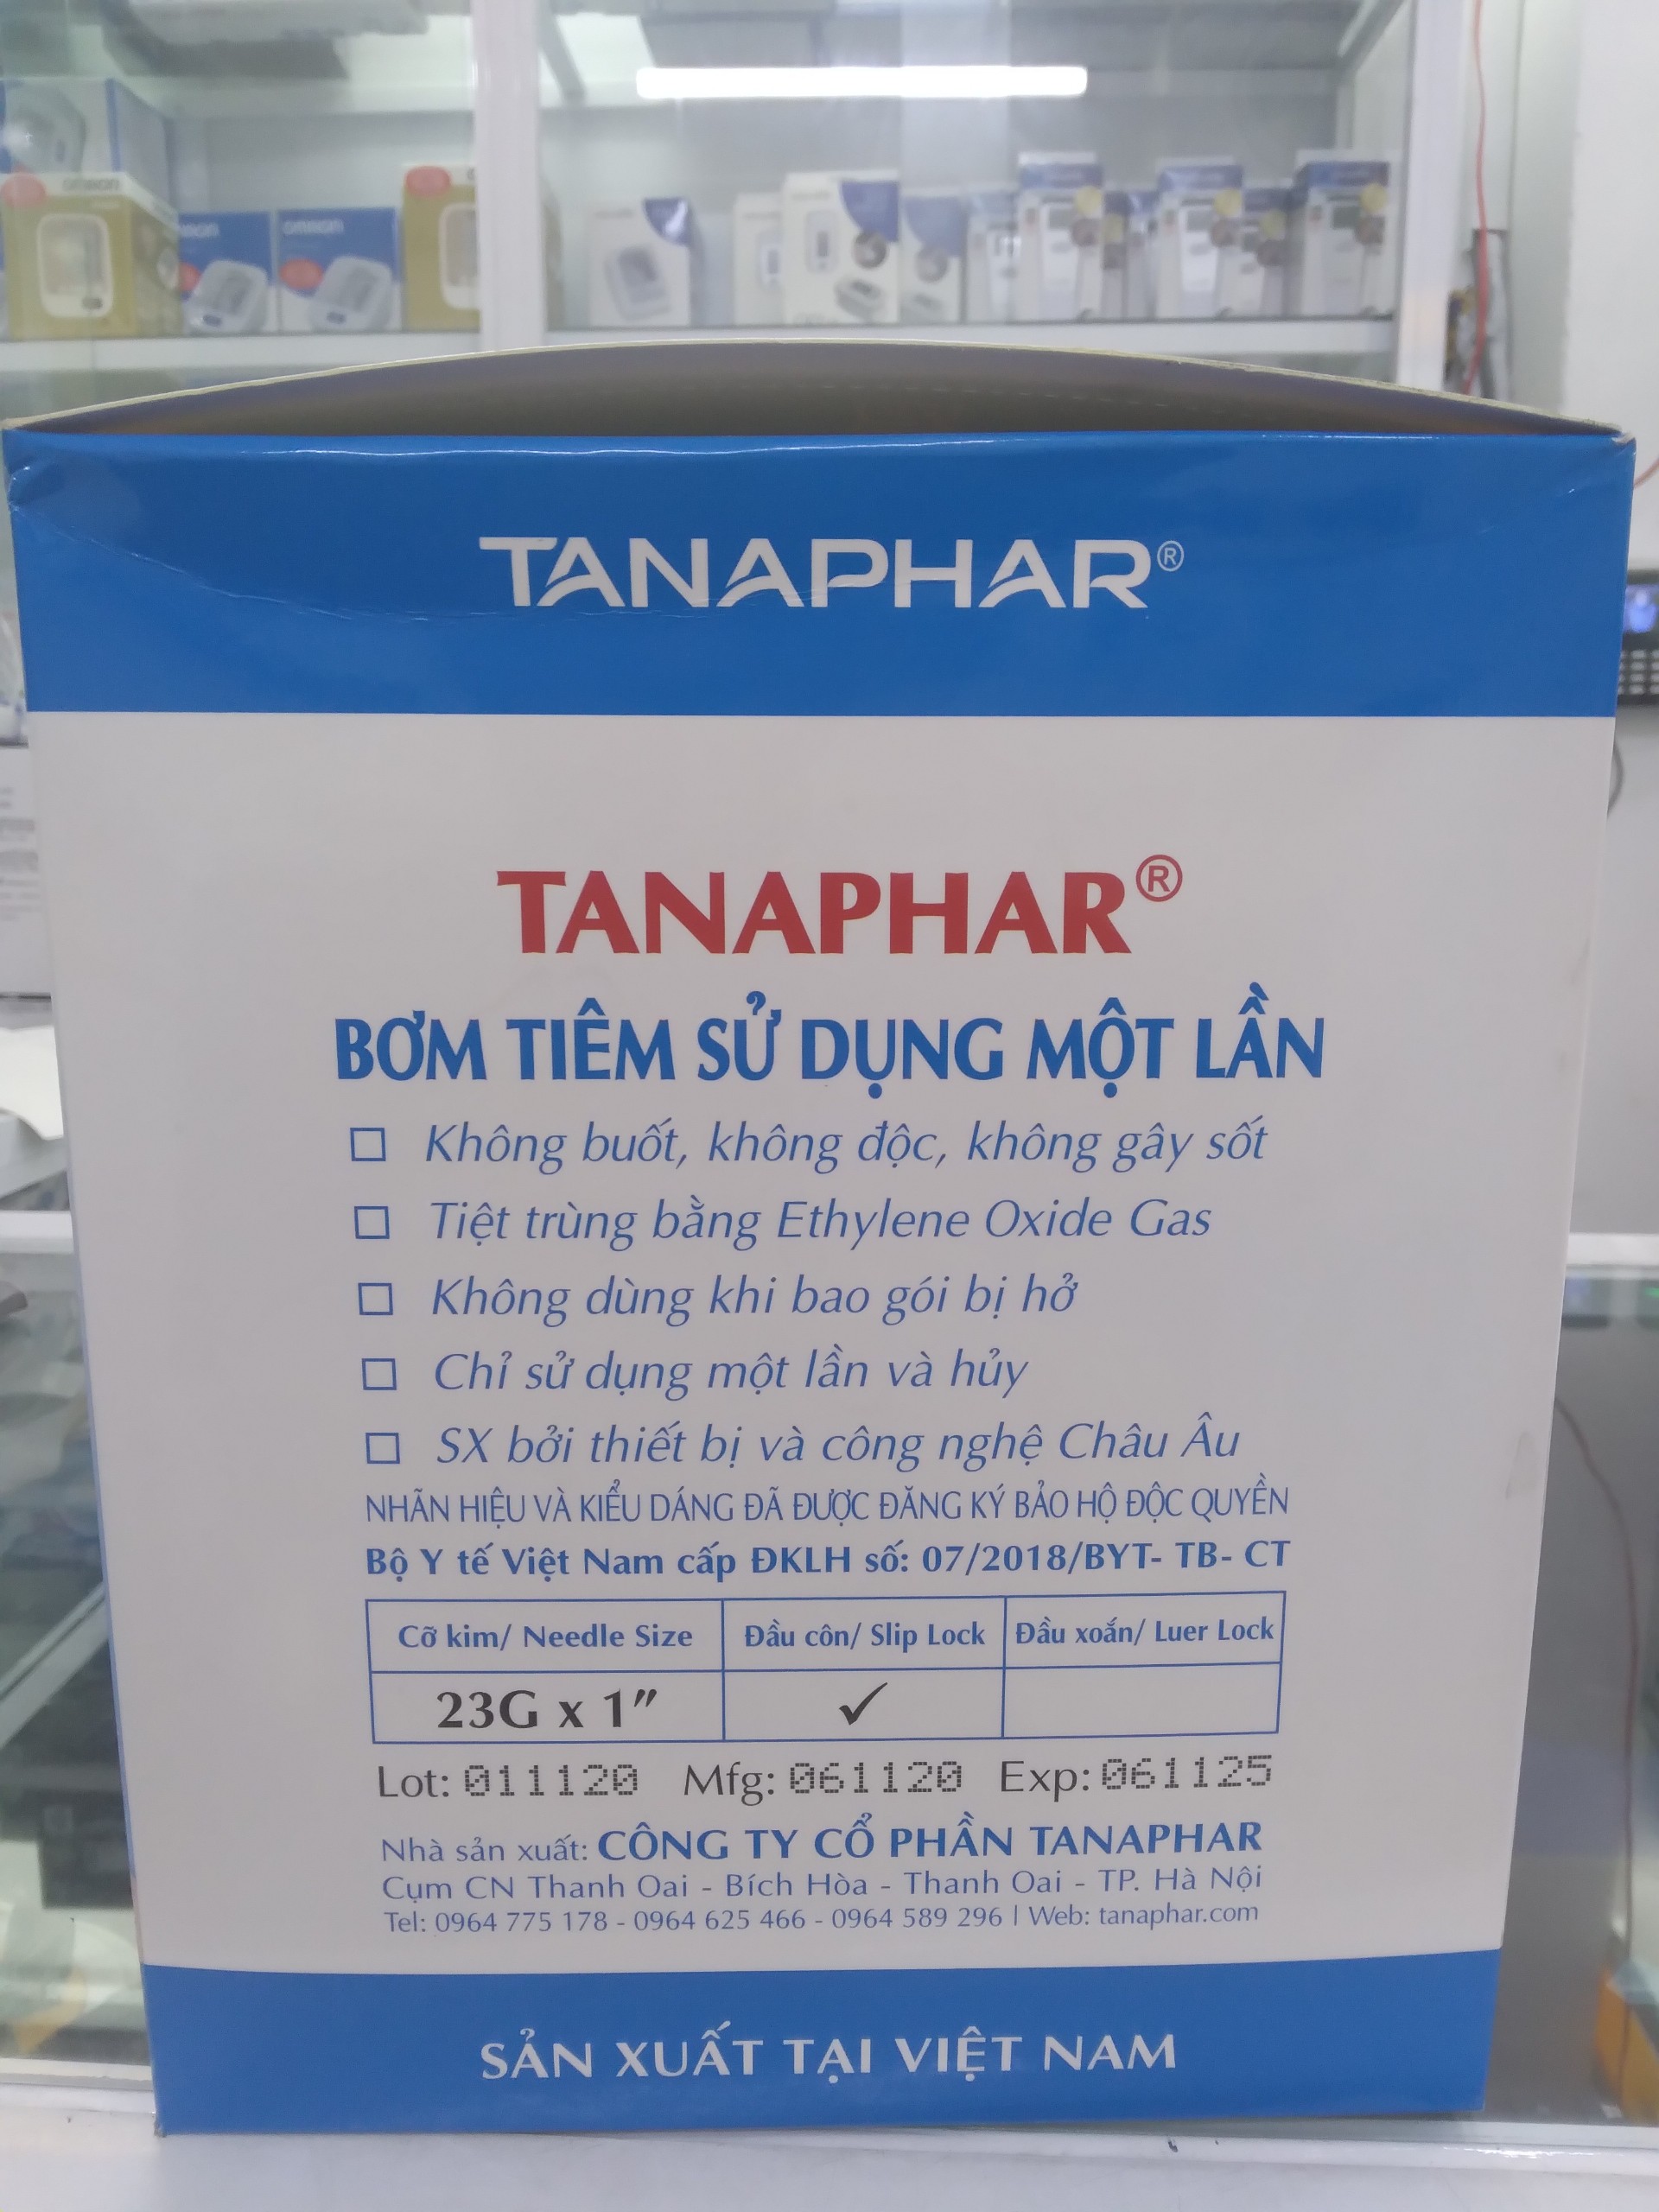 OMRON
OMRON
OMRON
TANAPHAR®
TANAPHAR®
BƠM TIÊM SỬ DỤNG MỘT LẦN
☐ Không buốt, không độc, không gây sốt
☐ Tiệt trùng bằng Ethylene Oxide Gas
☐ Không dùng khi bao gói bị hở
☐ Chỉ sử dụng một lần và hủy
☐ SX bởi thiết bị và công nghệ Châu Âu
NHÃN HIỆU VÀ KIỂU DÁNG ĐÃ ĐƯỢC ĐĂNG KÝ BẢO HỘ ĐỘC QUYỀN
Bộ Y tế Việt Nam cấp ĐKLH số: 07/2018/BYT- TB- CT
Cỡ kim/ Needle Size Đầu côn/ Slip Lock Đầu xoắn/ Luer Lock
23G x 1″ ✓
Lot: 011120 Mfg: 061120 Exp: 061125
Nhà sản xuất: CÔNG TY CỔ PHẦN TANAPHAR
Cụm CN Thanh Oai - Bích Hòa - Thanh Oai - TP. Hà Nội
Tel: 0964 775 178 - 0964 625 466 - 0964 589 296 | Web: tanaphar.com
SẢN XUẤT TẠI VIỆT NAM